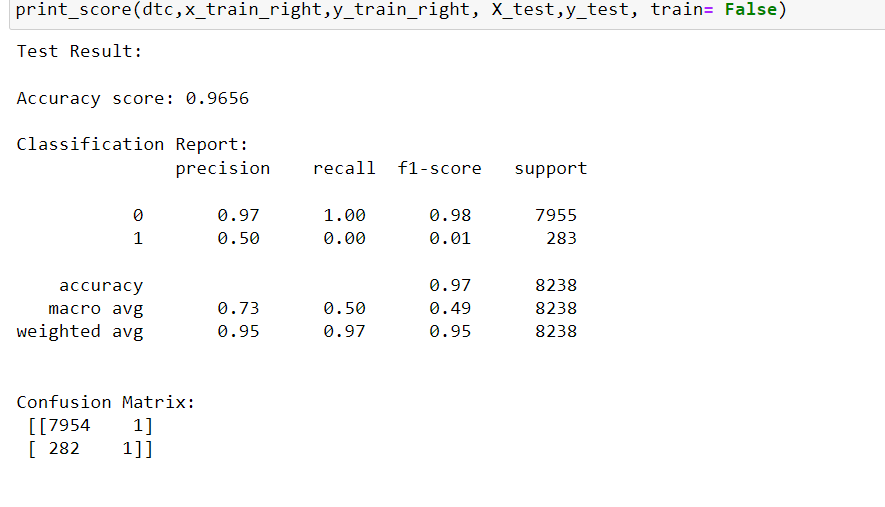 print_score(dtc,x_train_right,y_train_right, X_test,y_test, train= False)
Test Result:
Accuracy score: 0.9656
Classification Report:
precision recall f1-score support
0 0.97 1.00 0.98 7955
1 0.50 0.00 0.01 283
accuracy 0.97 8238
macro avg 0.73 0.50 0.49 8238
weighted avg 0.95 0.97 0.95 8238
Confusion Matrix:
[[7954 1]
[ 282 1]]